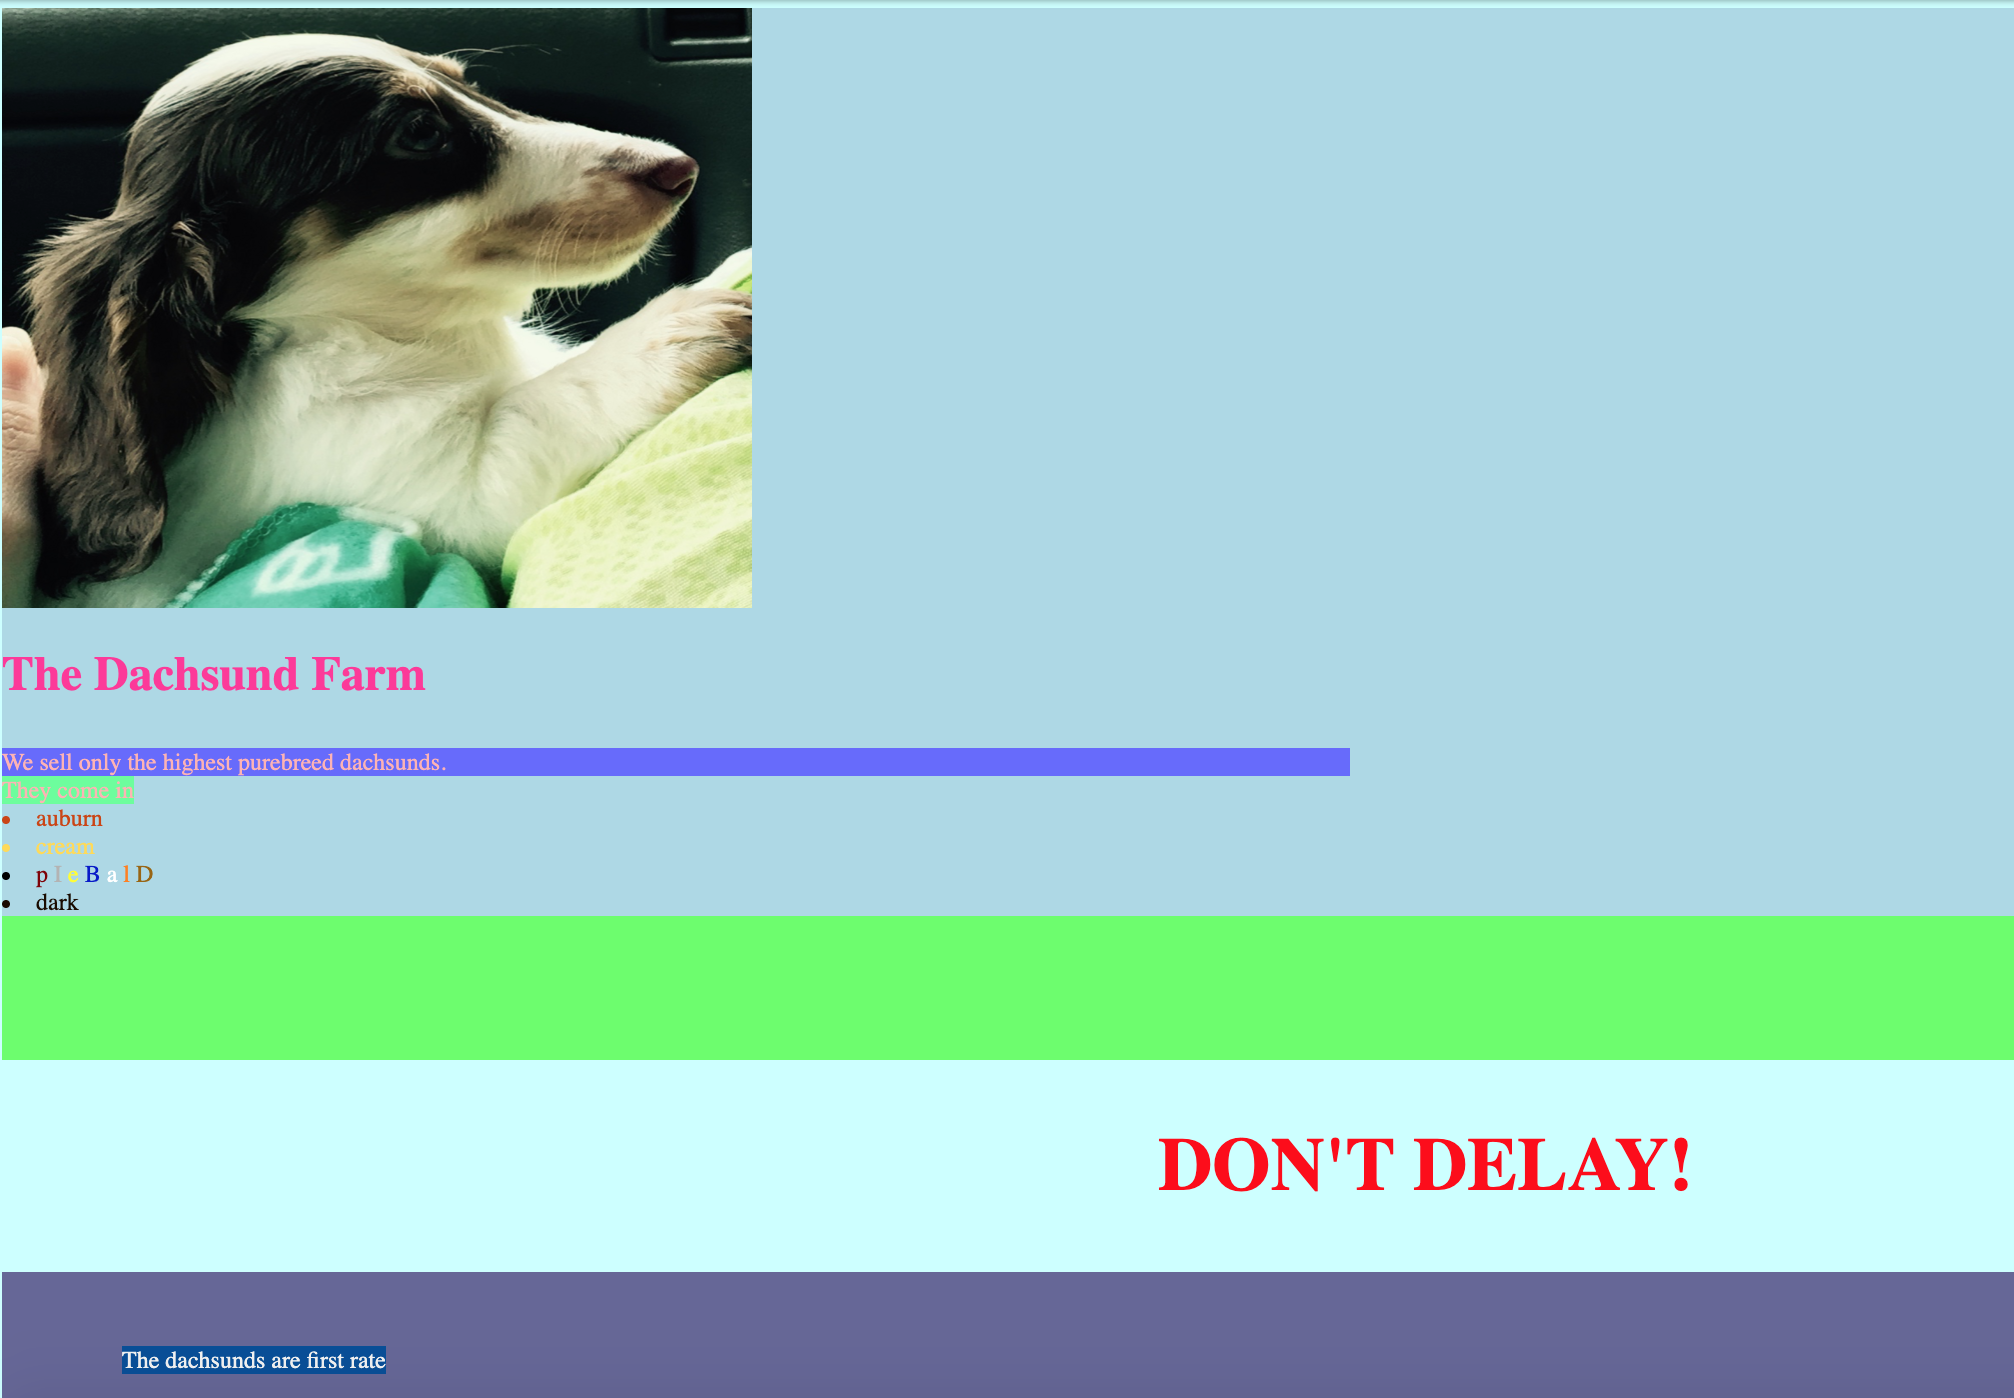 The Dachsund Farm
We sell only the highest purebreed dachsunds.
They come in
auburn
cream
p I e B a l D
dark
DON'T DELAY!
The dachsunds are first rate